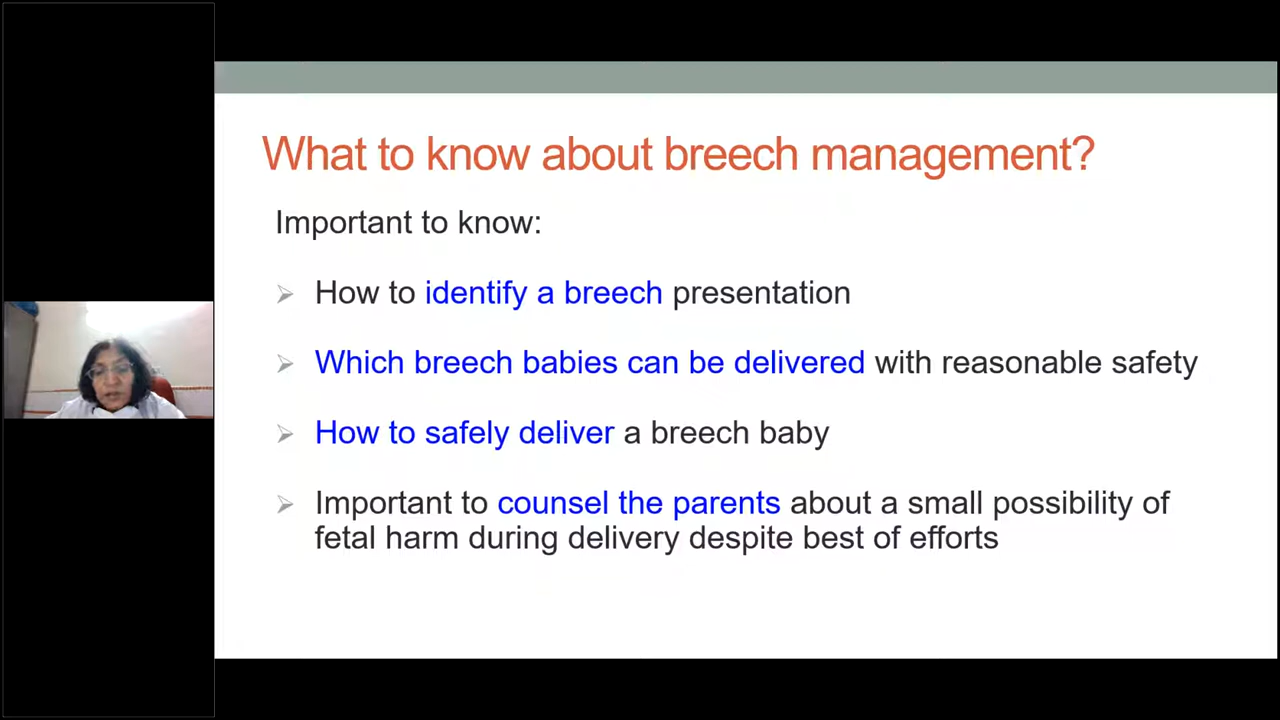 What to know about breech management?
Important to know:
How to identify a breech presentation
Which breech babies can be delivered with reasonable safety
How to safely deliver a breech baby
Important to counsel the parents about a small possibility of
fetal harm during delivery despite best of efforts